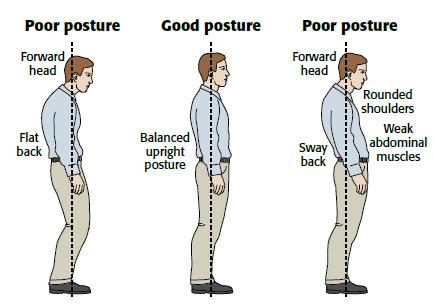 Poor posture
Forward
head
Flat
back
Good posture
Balanced
upright
posture
Poor posture
Forward
head
Rounded
shoulders
Weak
abdominal
muscles
Sway
back